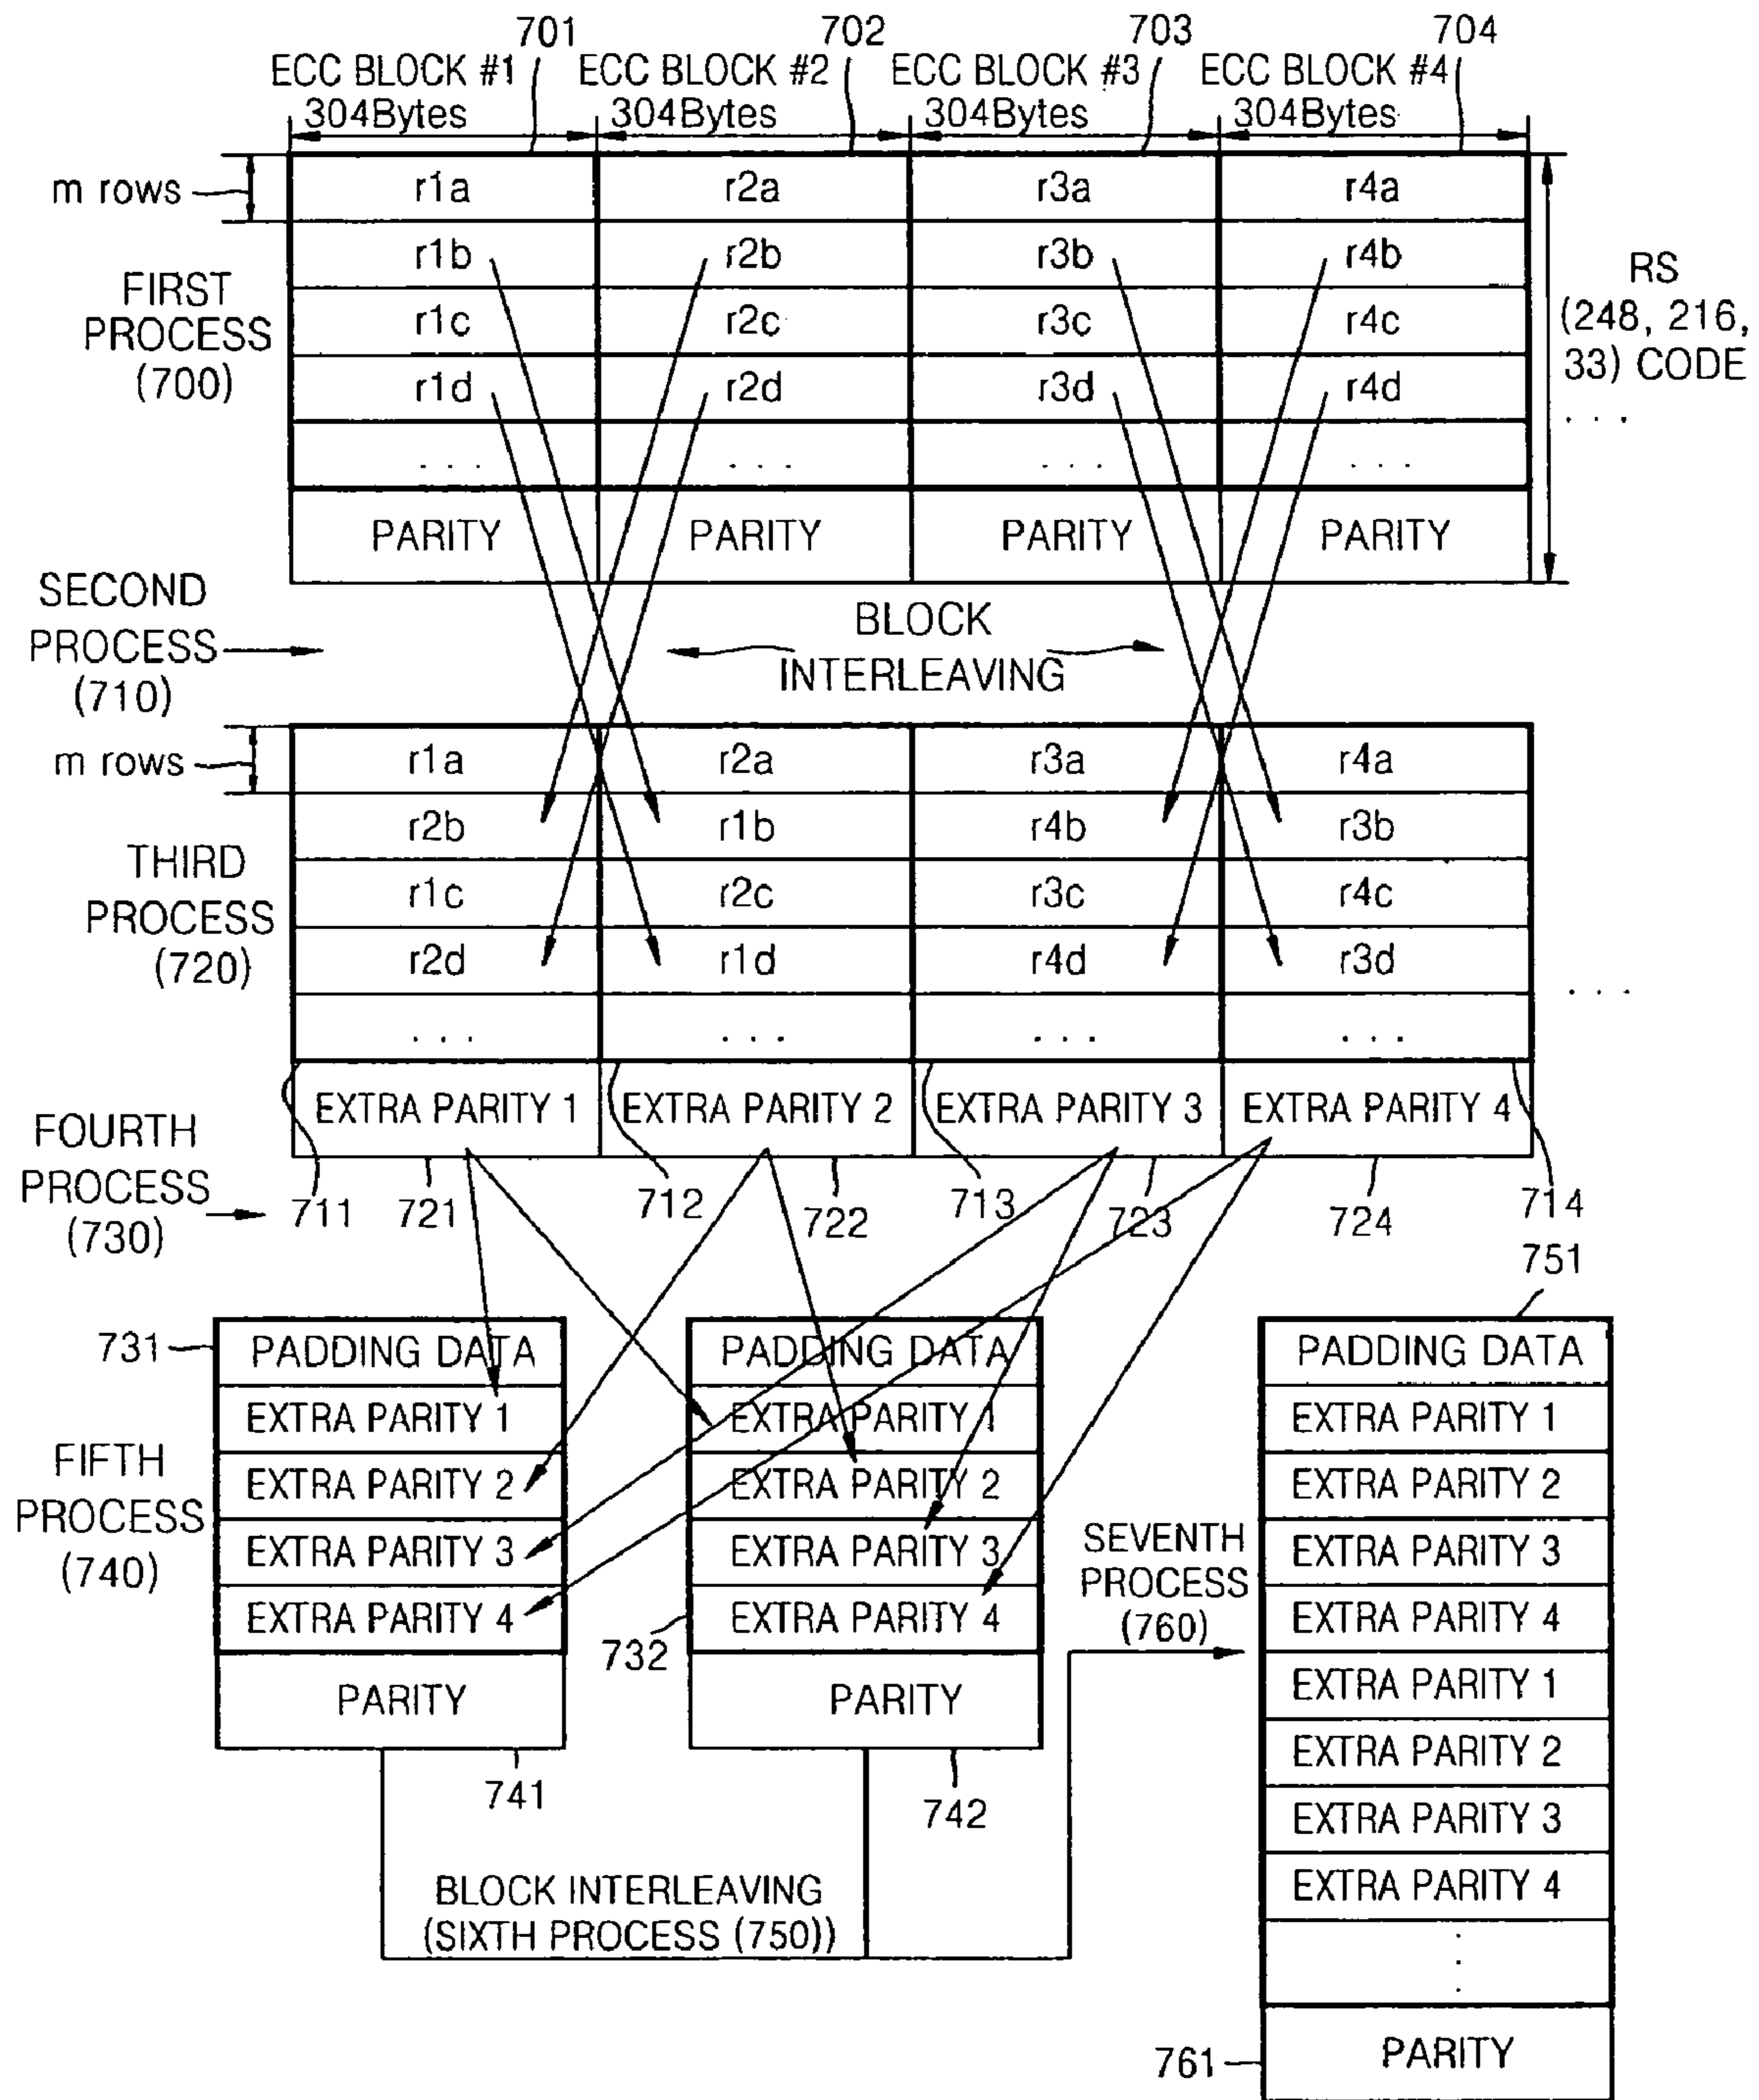 701 702 703 704
ECC BLOCK #1 ECC BLOCK #2 ECC BLOCK #3 ECC BLOCK #4
304Bytes 304Bytes 304Bytes 304Bytes
m rows
r1a r2a r3a r4a
r1b r2b r3b r4b
r1c r2c r3c r4c
r1d r2d r3d r4d
. . . . . . . . . . . .
PARITY PARITY PARITY PARITY
FIRST
PROCESS
(700)
RS
(248, 216,
33) CODE
. . .
SECOND
PROCESS
(710)
BLOCK
INTERLEAVING
m rows
r1a r2a r3a r4a
r2b r1b r4b r3b
r1c r2c r3c r4c
r2d r1d r4d r3d
. . . . . . . . . . . .
EXTRA PARITY 1 EXTRA PARITY 2 EXTRA PARITY 3 EXTRA PARITY 4
THIRD
PROCESS
(720)
. . .
FOURTH
PROCESS
(730)
711 721 712 722 713 723 724 714
731
PADDING DATA
EXTRA PARITY 1
EXTRA PARITY 2
EXTRA PARITY 3
EXTRA PARITY 4
PARITY
741
FIFTH
PROCESS
(740)
PADDING DATA
EXTRA PARITY 1
EXTRA PARITY 2
EXTRA PARITY 3
EXTRA PARITY 4
PARITY
732
742
BLOCK INTERLEAVING
(SIXTH PROCESS (750))
SEVENTH
PROCESS
(760)
751
PADDING DATA
EXTRA PARITY 1
EXTRA PARITY 2
EXTRA PARITY 3
EXTRA PARITY 4
EXTRA PARITY 1
EXTRA PARITY 2
EXTRA PARITY 3
EXTRA PARITY 4
.
.
.
PARITY
761